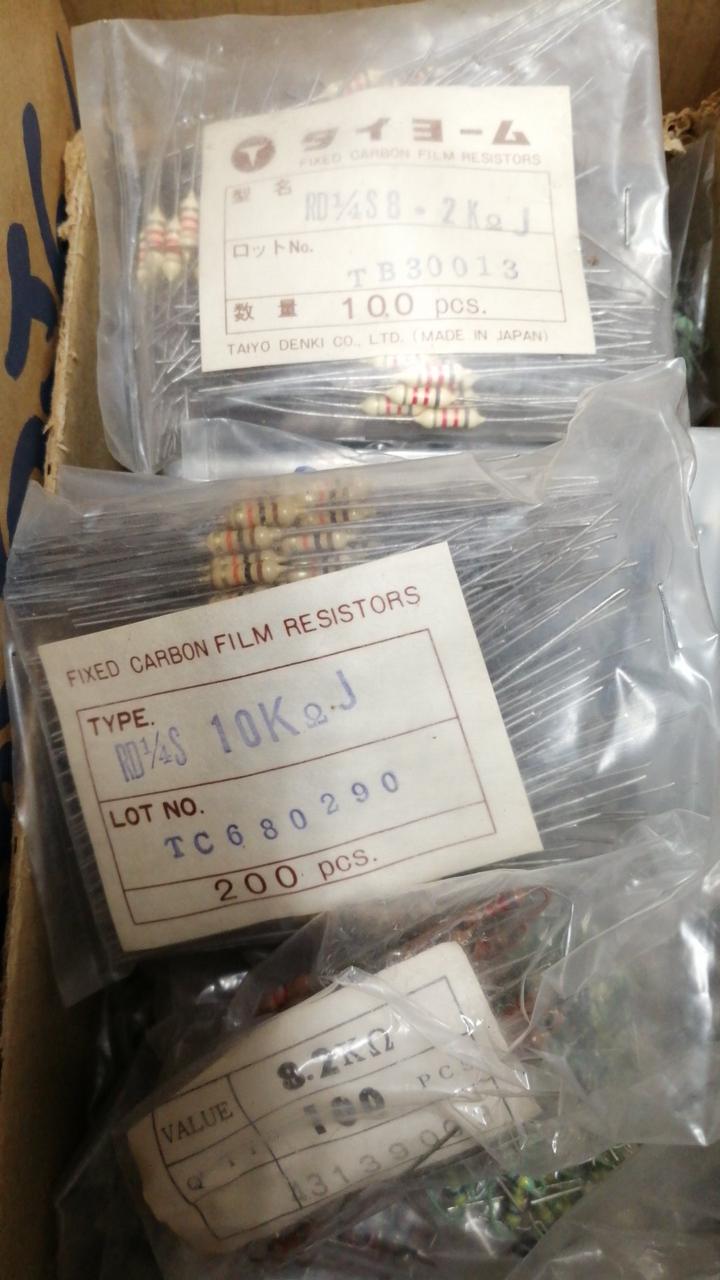 タイヨーム
FIXED CARBON FILM RESISTORS
型名 RD¼S 8.2KΩ J
ロットNo. TB30013
数量 100 pcs.
TAIYO DENKI CO., LTD. (MADE IN JAPAN)
FIXED CARBON FILM RESISTORS
TYPE.
RD¼S 10KΩ J
LOT NO.
TC680290
200 pcs.
VALUE 8.2KΩ
100 PCS